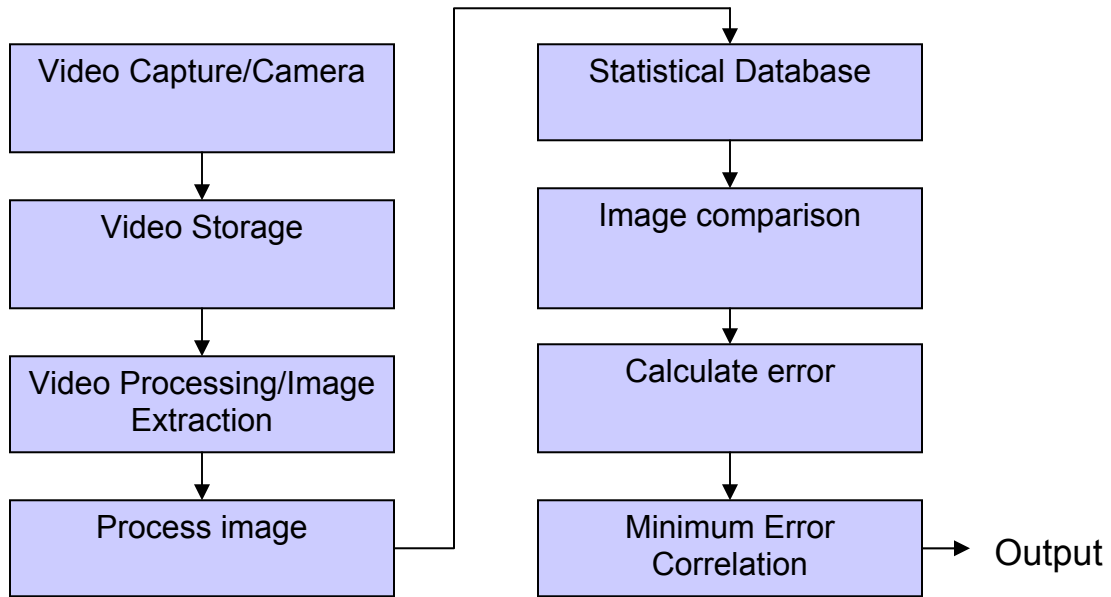 Video Capture/Camera
Video Storage
Video Processing/Image
Extraction
Process image
Statistical Database
Image comparison
Calculate error
Minimum Error
Correlation
Output